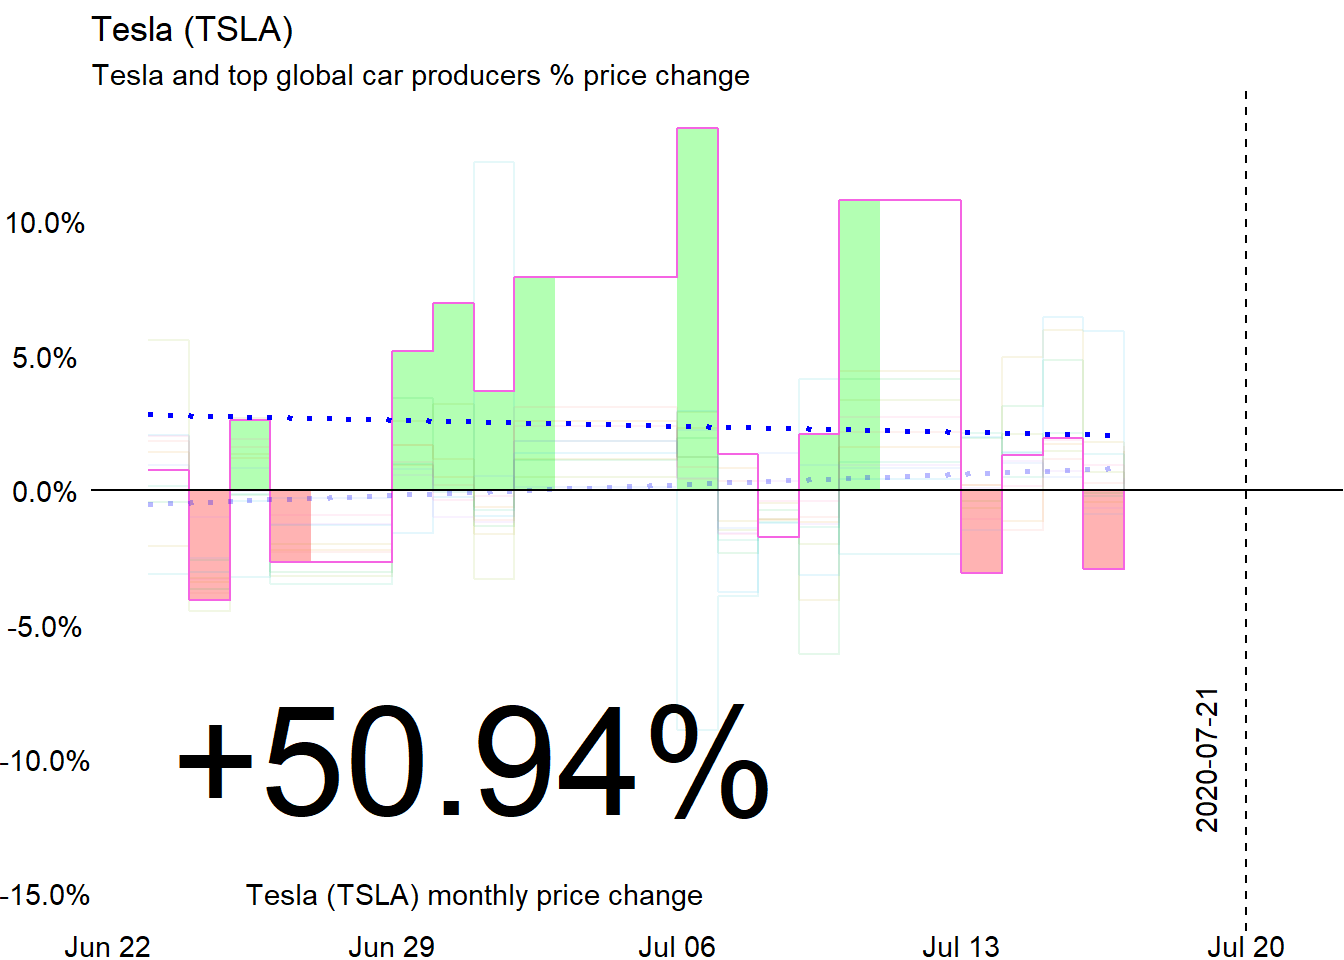 Tesla (TSLA)
Tesla and top global car producers % price change
10.0%
5.0%
0.0%
-5.0%
-10.0%
-15.0%
+50.94%
Tesla (TSLA) monthly price change
2020-07-21
Jun 22
Jun 29
Jul 06
Jul 13
Jul 20